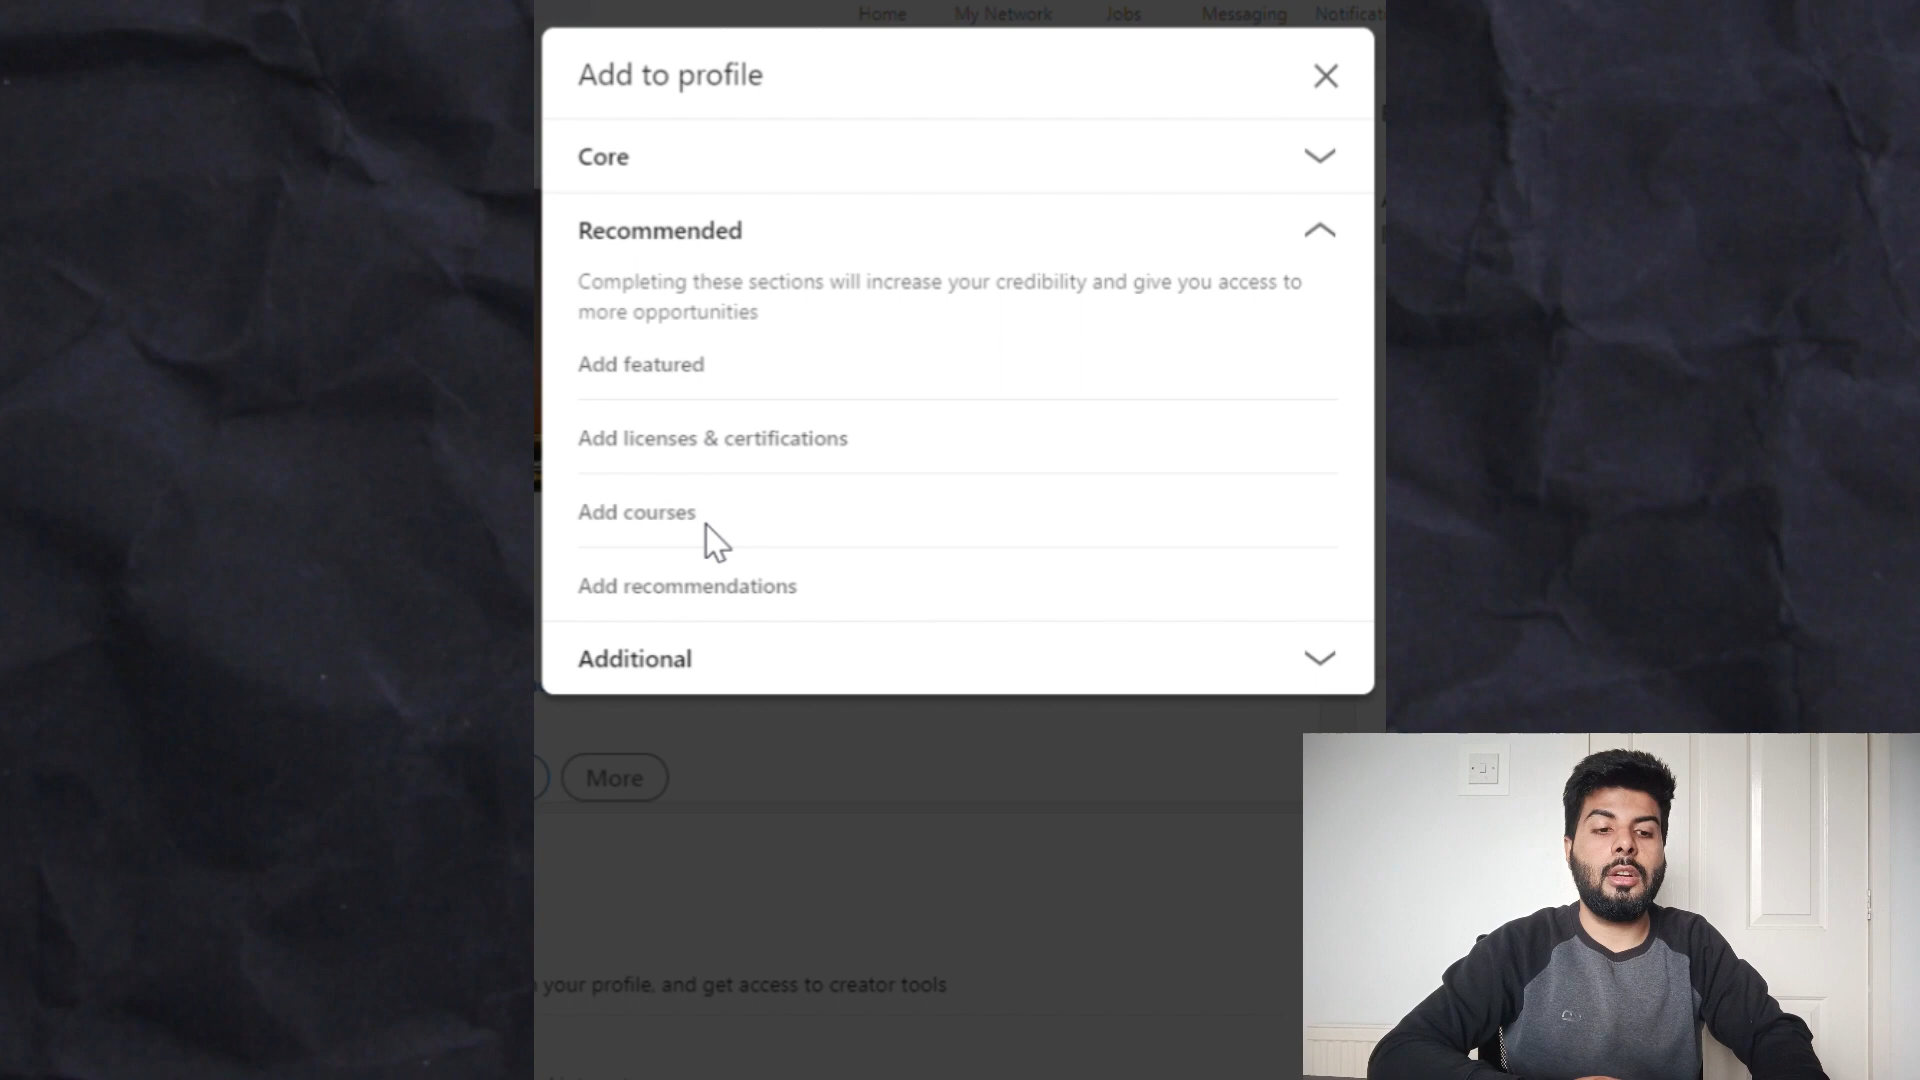 Home My Network Jobs Messaging
Add to profile
Core
Recommended
Completing these sections will increase your credibility and give you access to
more opportunities
Add featured
Add licenses & certifications
Add courses
Add recommendations
Additional
More
your profile, and get access to creator tools